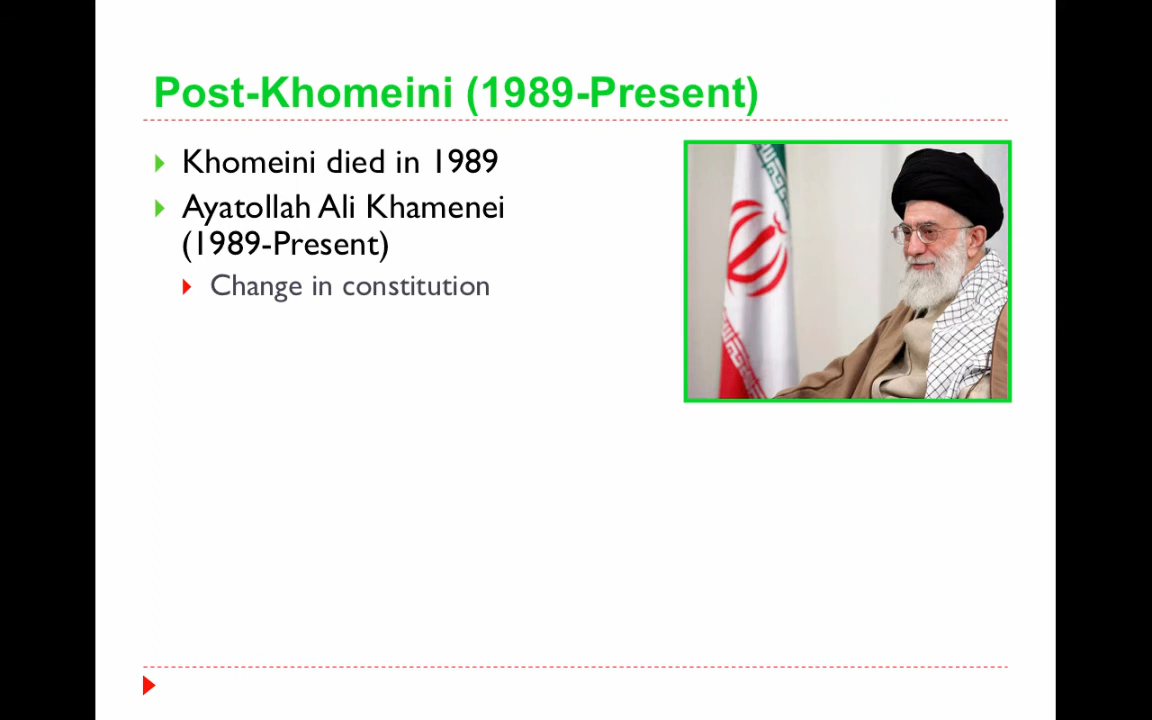 Post-Khomeini (1989-Present)
Khomeini died in 1989
Ayatollah Ali Khamenei
(1989-Present)
Change in constitution